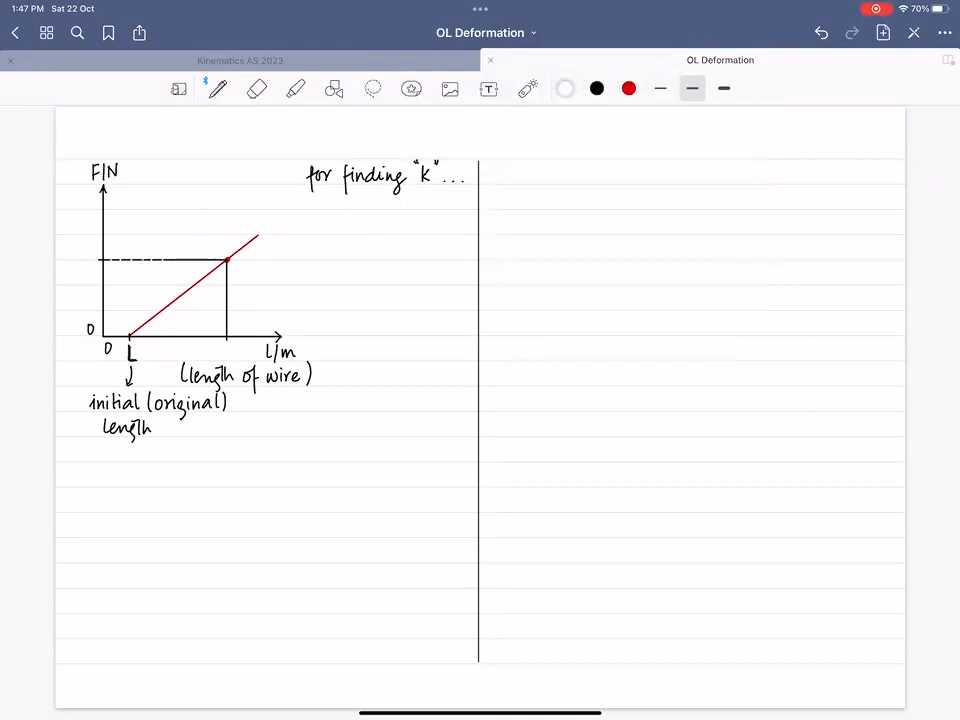 1:47 PM Sat 22 Oct
70%
OL Deformation
Kinematics AS 2023
OL Deformation
T
F/N
for finding "k"...
0
0
L
l/m
(length of wire)
initial (original)
length